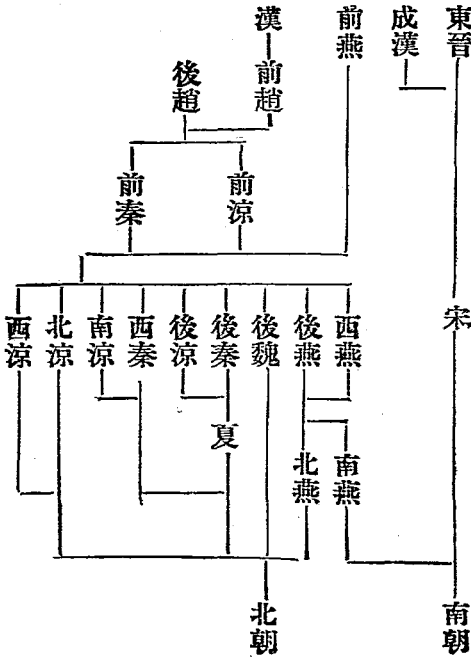 東晉
成漢
前燕
漢
前趙
後趙
前涼
前秦
宋
西燕
後燕
後魏
後秦
後涼
西秦
南涼
北涼
西涼
夏
南燕
北燕
南朝
北朝